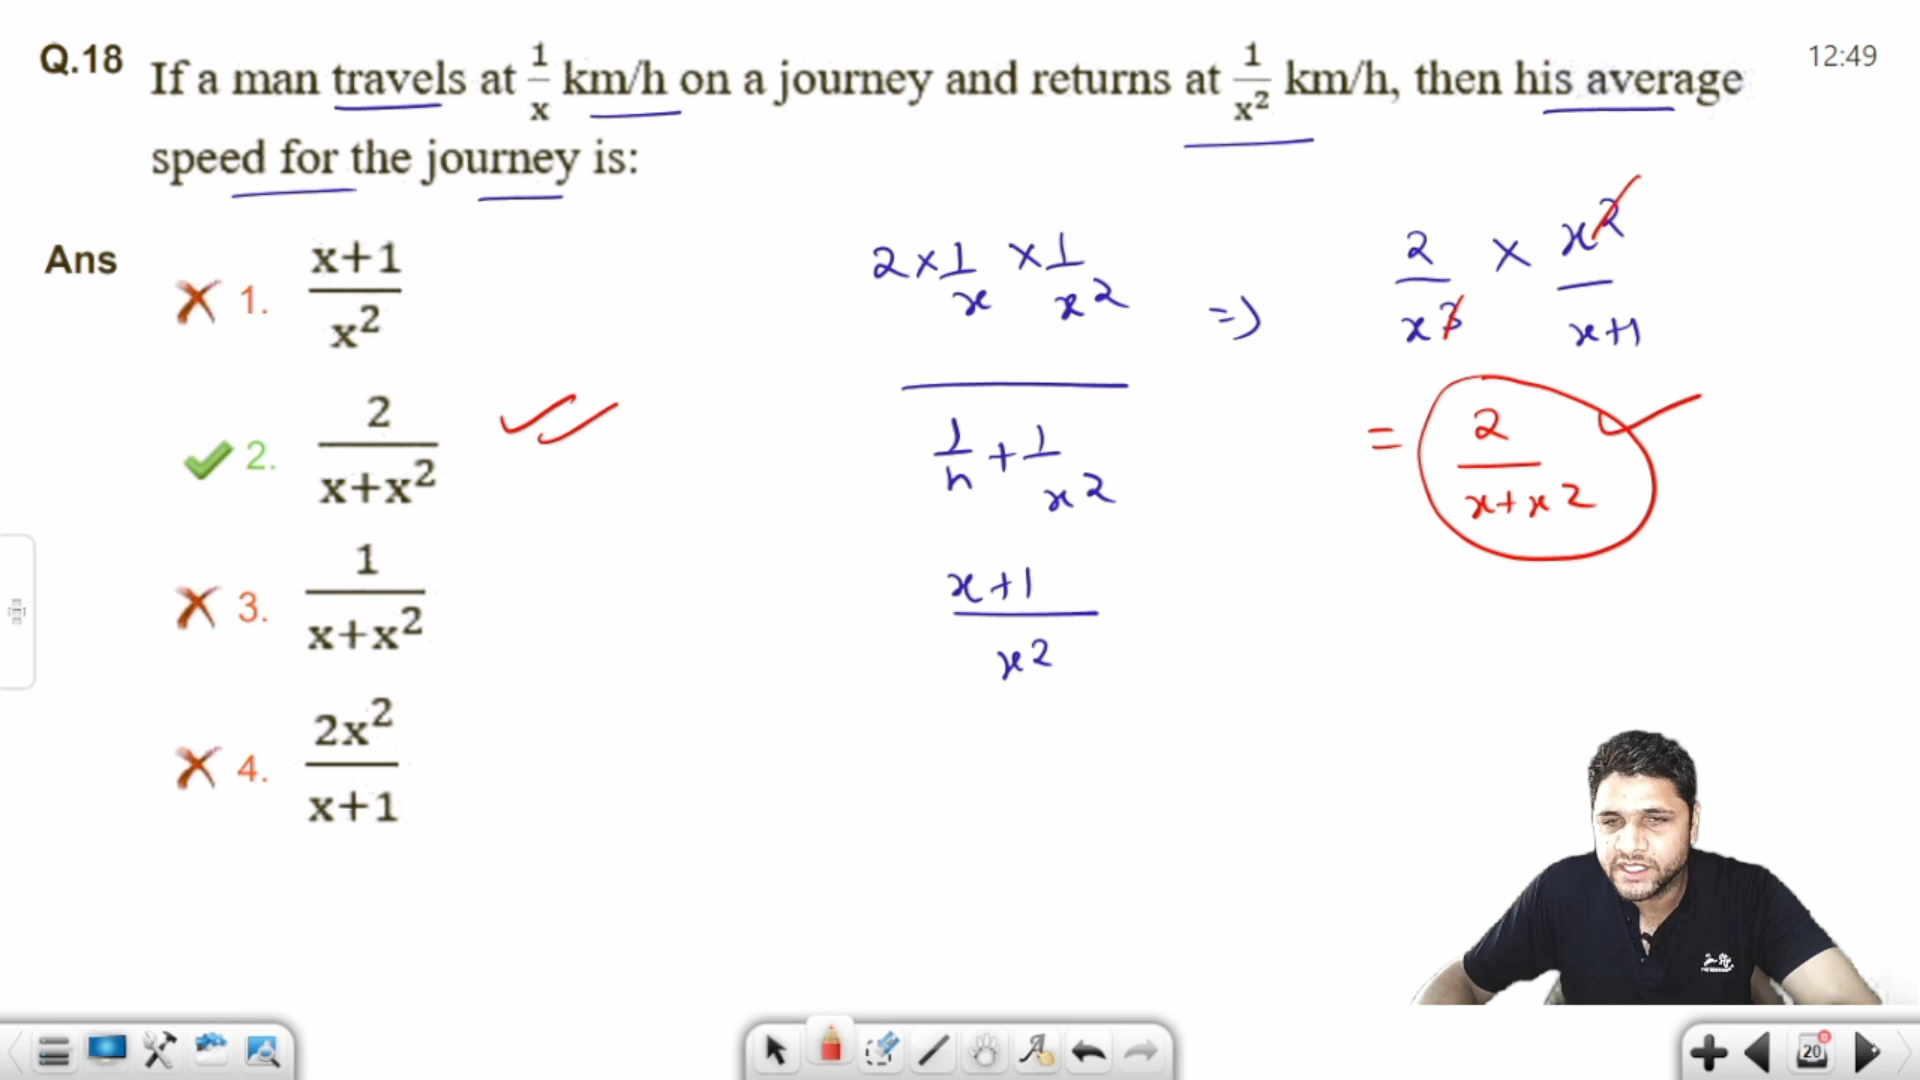 Q.18 If a man travels at 1/x km/h on a journey and returns at 1/x² km/h, then his average
12:49
speed for the journey is:
Ans
1. x+1/x²
2. 2/x+x²
3. 1/x+x²
4. 2x²/x+1
2 × 1/x × 1/x²
1/n + 1/x²
x+1/x²
=> 2/x3 × x2/x+1
= 2/x+x2
20
0